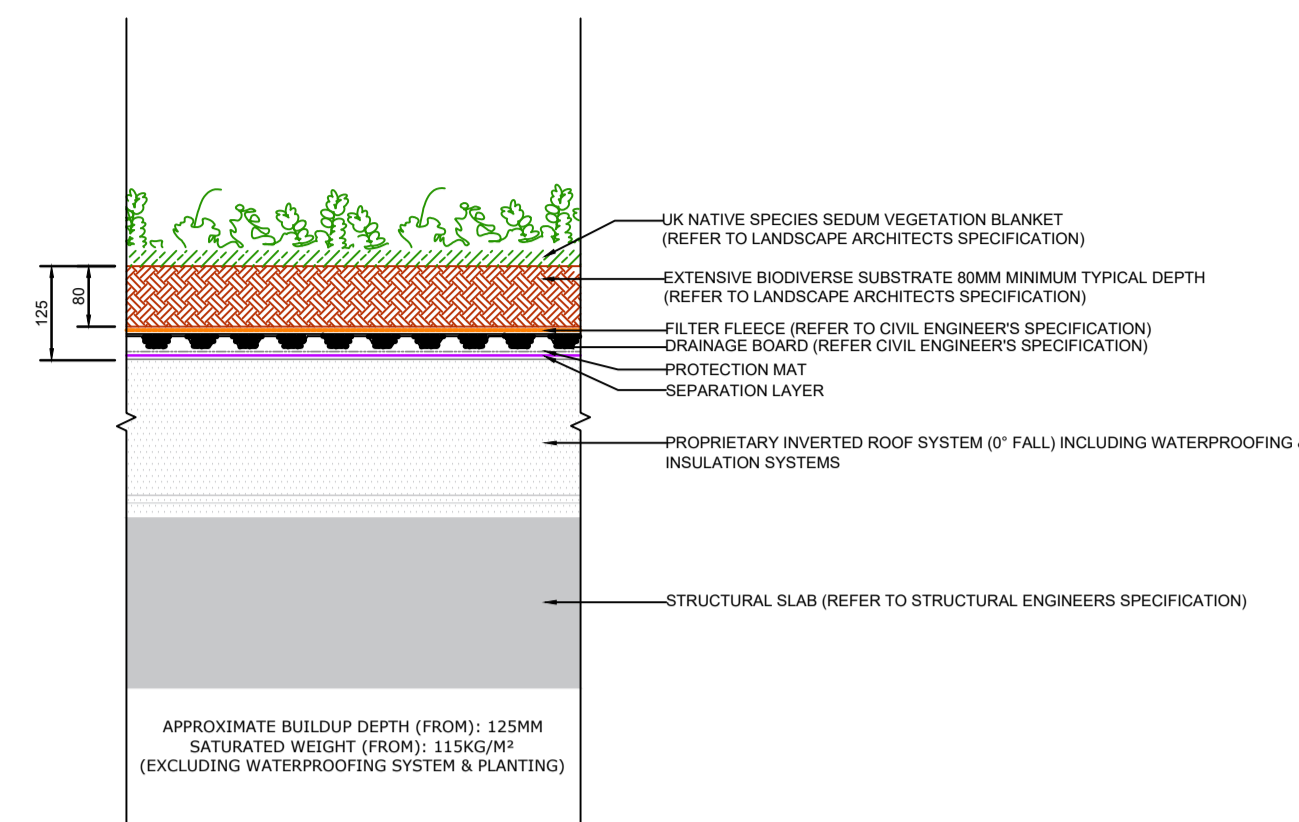 UK NATIVE SPECIES SEDUM VEGETATION BLANKET
(REFER TO LANDSCAPE ARCHITECTS SPECIFICATION)
EXTENSIVE BIODIVERSE SUBSTRATE 80MM MINIMUM TYPICAL DEPTH
(REFER TO LANDSCAPE ARCHITECTS SPECIFICATION)
125
80
FILTER FLEECE (REFER TO CIVIL ENGINEER'S SPECIFICATION)
DRAINAGE BOARD (REFER CIVIL ENGINEER'S SPECIFICATION)
PROTECTION MAT
SEPARATION LAYER
PROPRIETARY INVERTED ROOF SYSTEM (0° FALL) INCLUDING WATERPROOFING &
INSULATION SYSTEMS
STRUCTURAL SLAB (REFER TO STRUCTURAL ENGINEERS SPECIFICATION)
APPROXIMATE BUILDUP DEPTH (FROM): 125MM
SATURATED WEIGHT (FROM): 115KG/M²
(EXCLUDING WATERPROOFING SYSTEM & PLANTING)